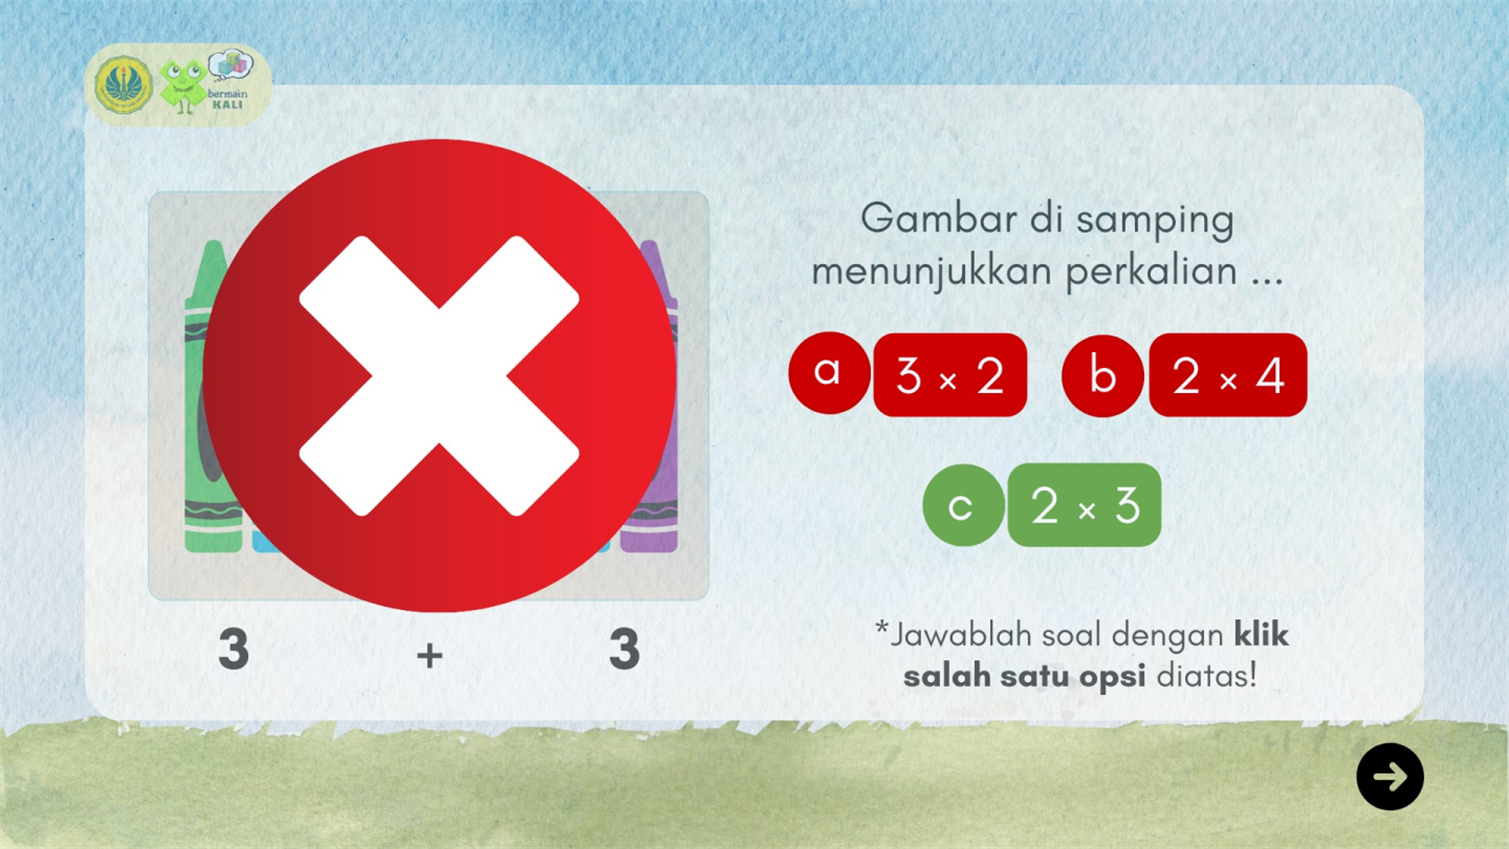 bermain
KALI
Gambar di samping
menunjukkan perkalian ...
a 3 × 2 b 2 × 4
c 2 × 3
3 + 3
*Jawablah soal dengan klik
salah satu opsi diatas!